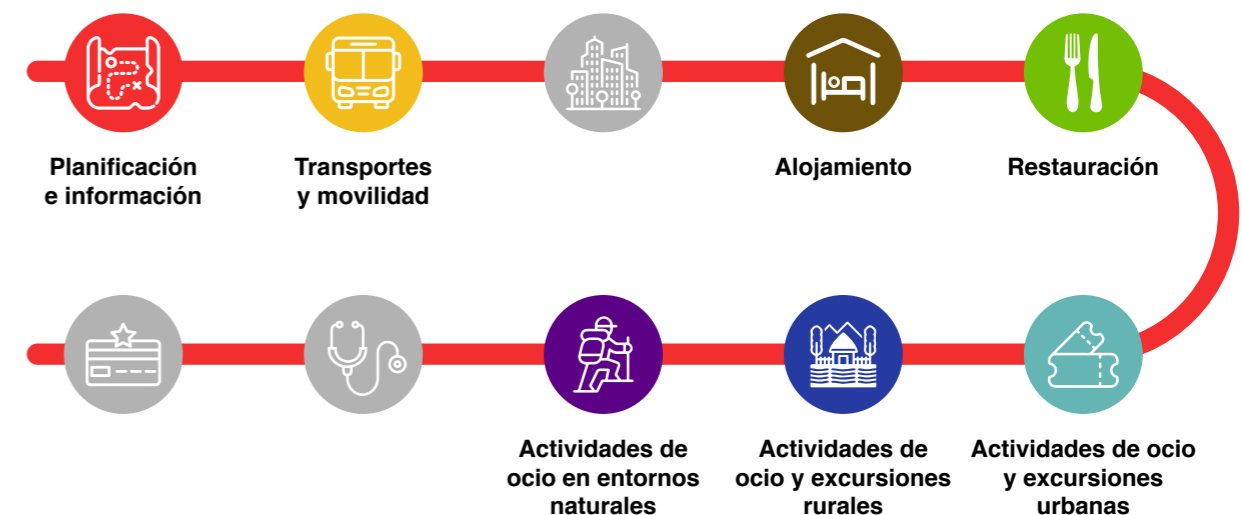 Planificación
e información
Transportes
y movilidad
Alojamiento
Restauración
Actividades de
ocio en entornos
naturales
Actividades de
ocio y excursiones
rurales
Actividades de ocio
y excursiones
urbanas